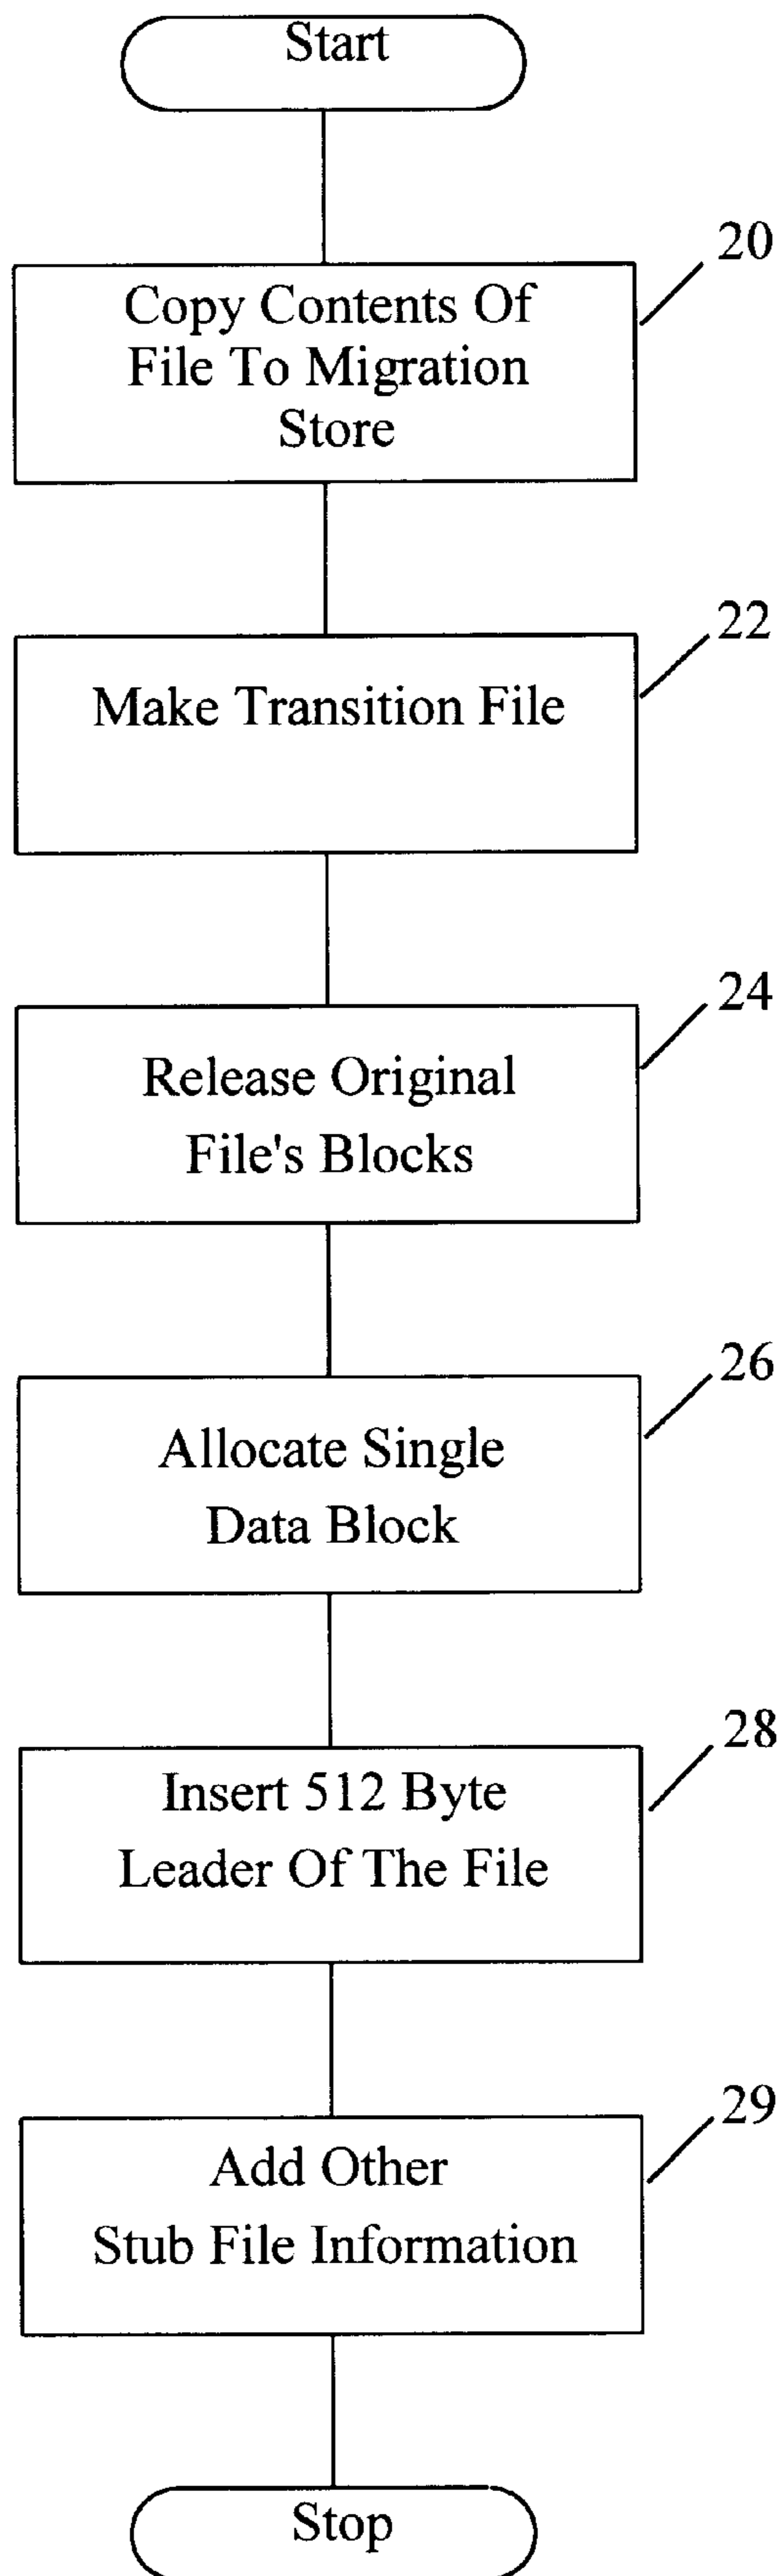 Start
20
Copy Contents Of
File To Migration
Store
22
Make Transition File
24
Release Original
File's Blocks
26
Allocate Single
Data Block
28
Insert 512 Byte
Leader Of The File
29
Add Other
Stub File Information
Stop